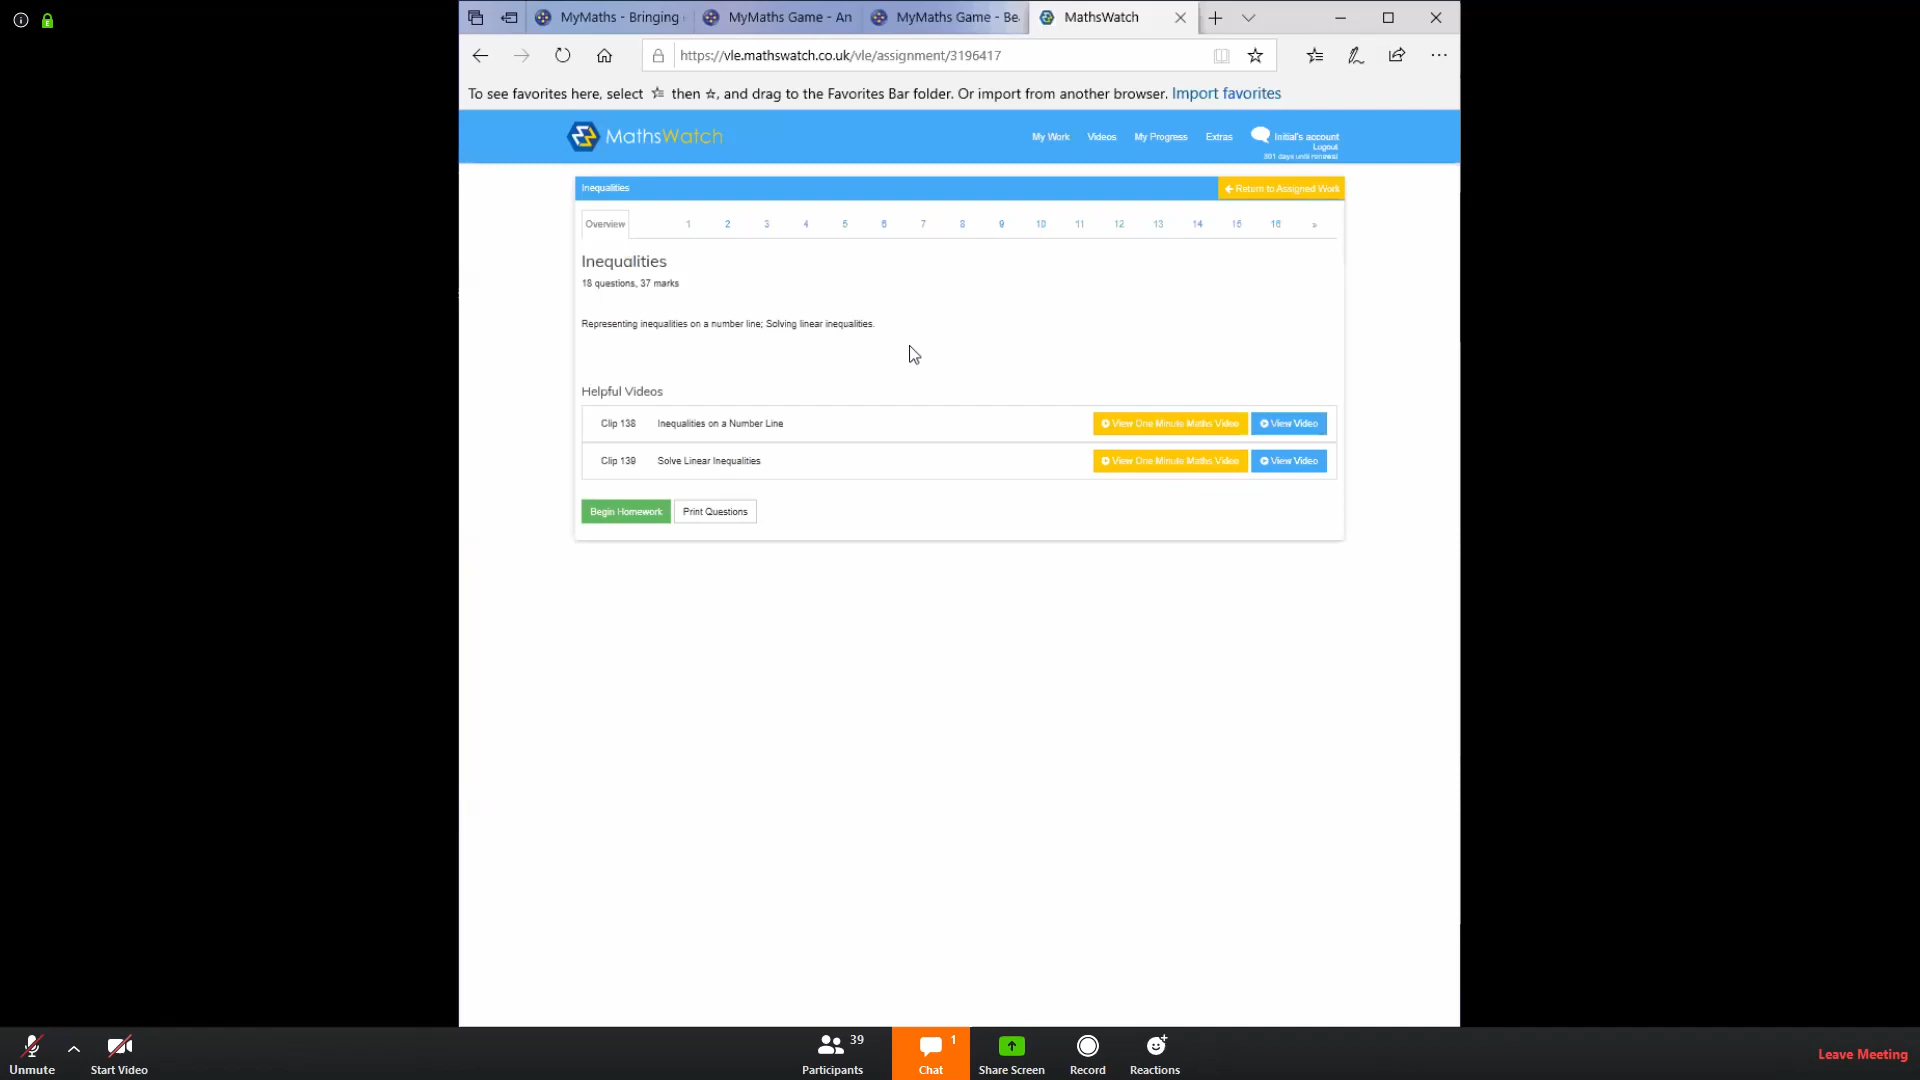 MyMaths - Bringing
MyMaths Game - An
MyMaths Game - Be
MathsWatch
https://vle.mathswatch.co.uk/vle/assignment/3196417
To see favorites here, select then ☆, and drag to the Favorites Bar folder. Or import from another browser. Import favorites
MathsWatch
My Work Videos My Progress Extras Initial's account
Logout
days until renewal
Inequalities Return to Assigned Work
Overview 1 2 3 4 5 6 7 8 9 10 11 12 13 14 15 16 »
Inequalities
18 questions, 37 marks
Representing inequalities on a number line; Solving linear inequalities.
Helpful Videos
Clip 138 Inequalities on a Number Line View One Minute Maths Video View Video
Clip 139 Solve Linear Inequalities View One Minute Maths Video View Video
Begin Homework Print Questions
39 1
Unmute Start Video Participants Chat Share Screen Record Reactions Leave Meeting